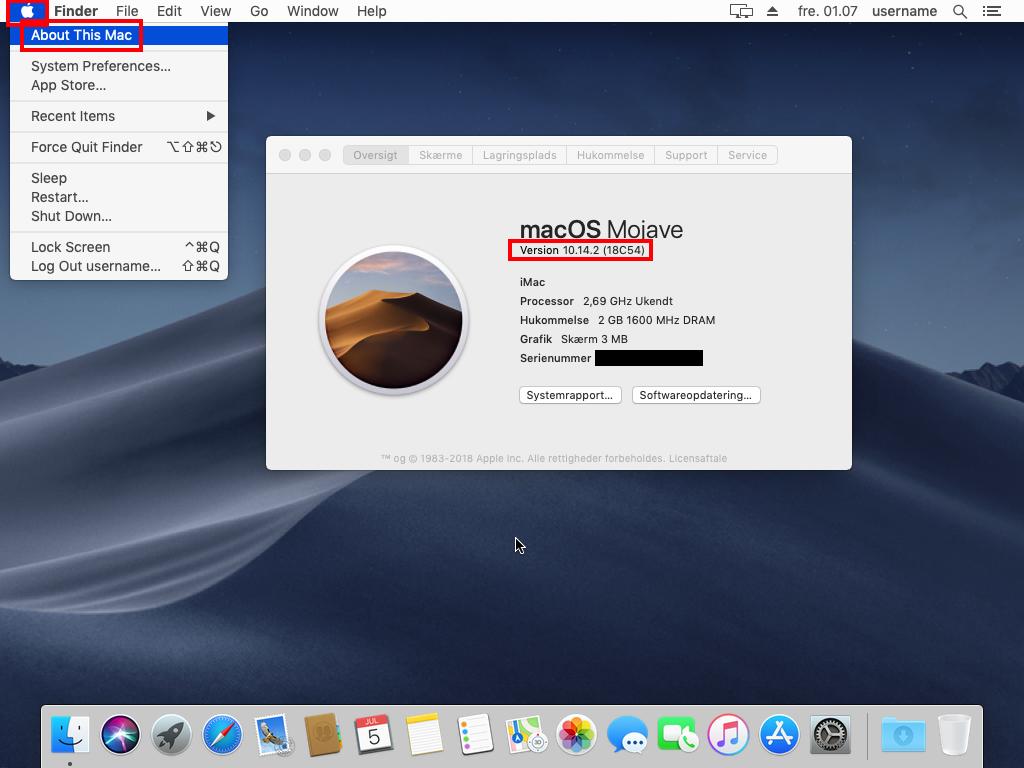 Finder File Edit View Go Window Help fre. 01.07 username
About This Mac
System Preferences...
App Store...
Recent Items
Force Quit Finder ⌥⇧⌘⎋
Sleep
Restart...
Shut Down...
Lock Screen ^⌘Q
Log Out username... ⇧⌘Q
Oversigt Skærme Lagringsplads Hukommelse Support Service
macOS Mojave
Version 10.14.2 (18C54)
iMac
Processor 2,69 GHz Ukendt
Hukommelse 2 GB 1600 MHz DRAM
Grafik Skærm 3 MB
Serienummer
Systemrapport... Softwareopdatering...
™ og © 1983-2018 Apple Inc. Alle rettigheder forbeholdes. Licensaftale
JUL
5